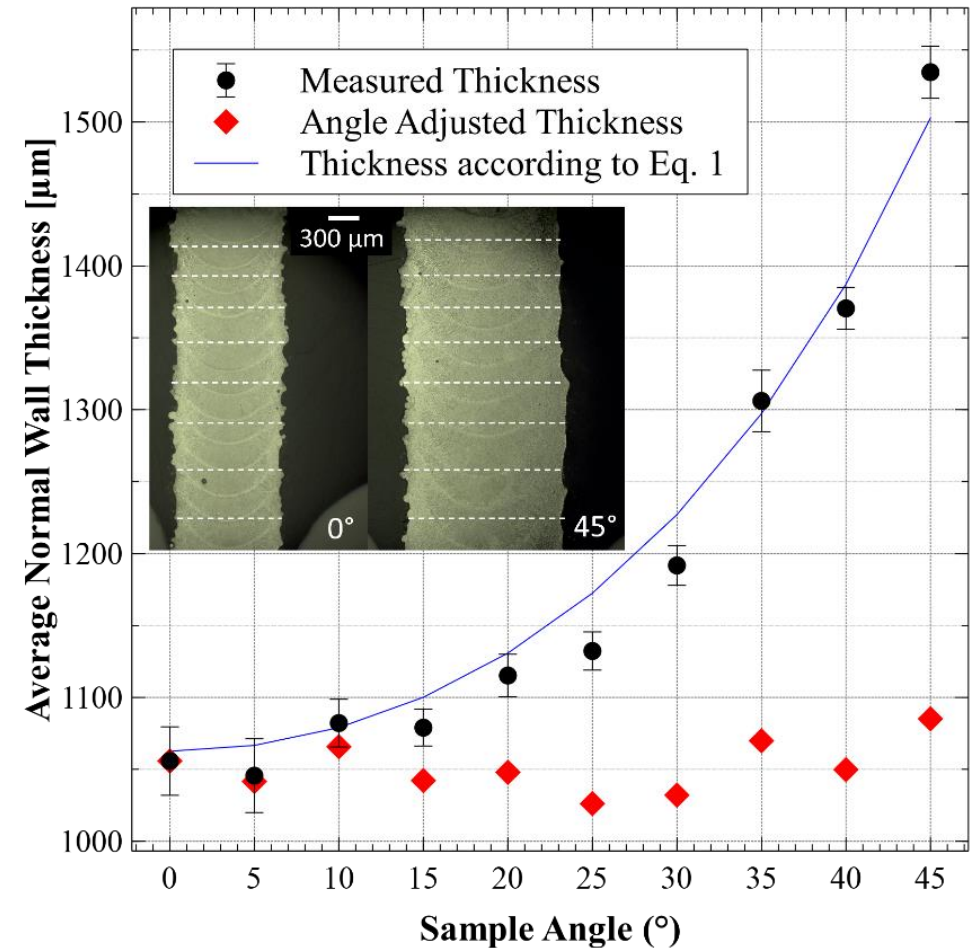 Measured Thickness
Angle Adjusted Thickness
Thickness according to Eq. 1
300 µm
0°
45°
Average Normal Wall Thickness [µm]
1500
1400
1300
1200
1100
1000
0 5 10 15 20 25 30 35 40 45
Sample Angle (°)